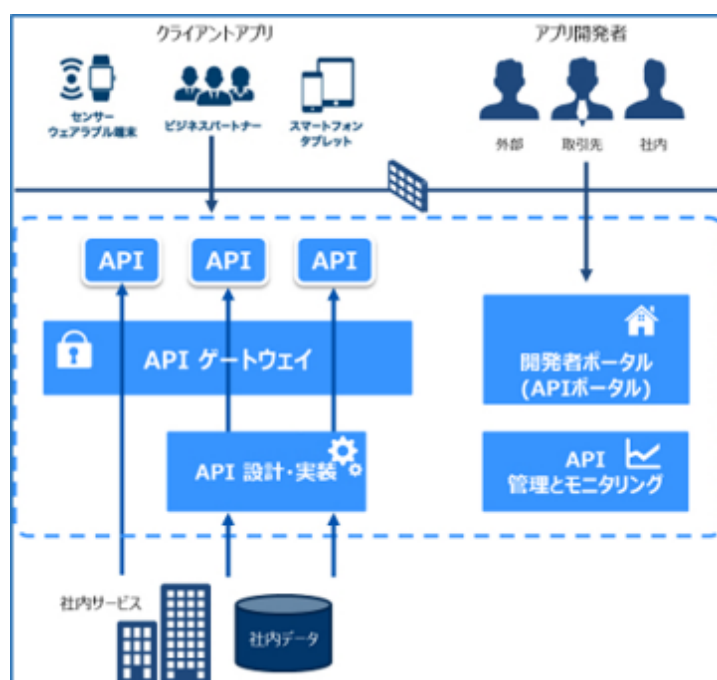 クライアントアプリ
アプリ開発者
センサー
ウェアラブル端末
ビジネスパートナー
スマートフォン
タブレット
外部
取引先
社内
API
API
API
API ゲートウェイ
開発者ポータル
(APIポータル)
API 設計・実装
API
管理とモニタリング
社内サービス
社内データ